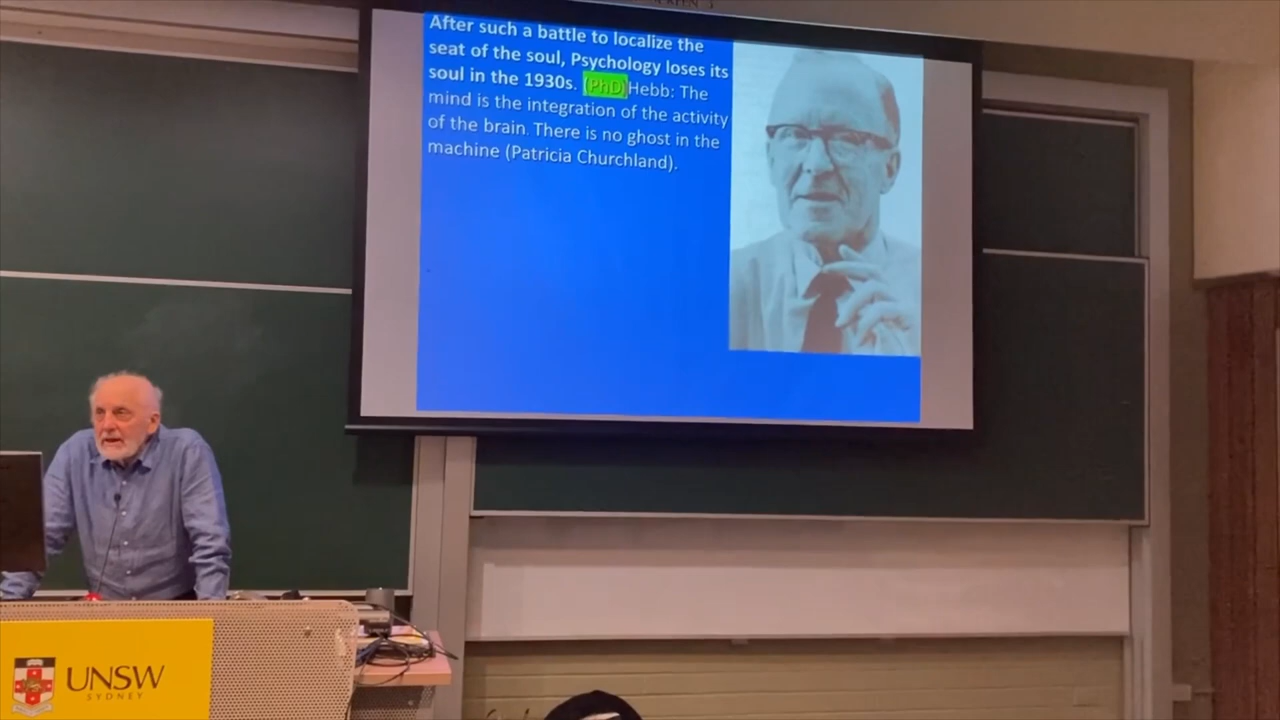 After such a battle to localize the
seat of the soul, Psychology loses its
soul in the 1930s. (PhD)Hebb: The
mind is the integration of the activity
of the brain. There is no ghost in the
machine (Patricia Churchland).
UNSW
SYDNEY